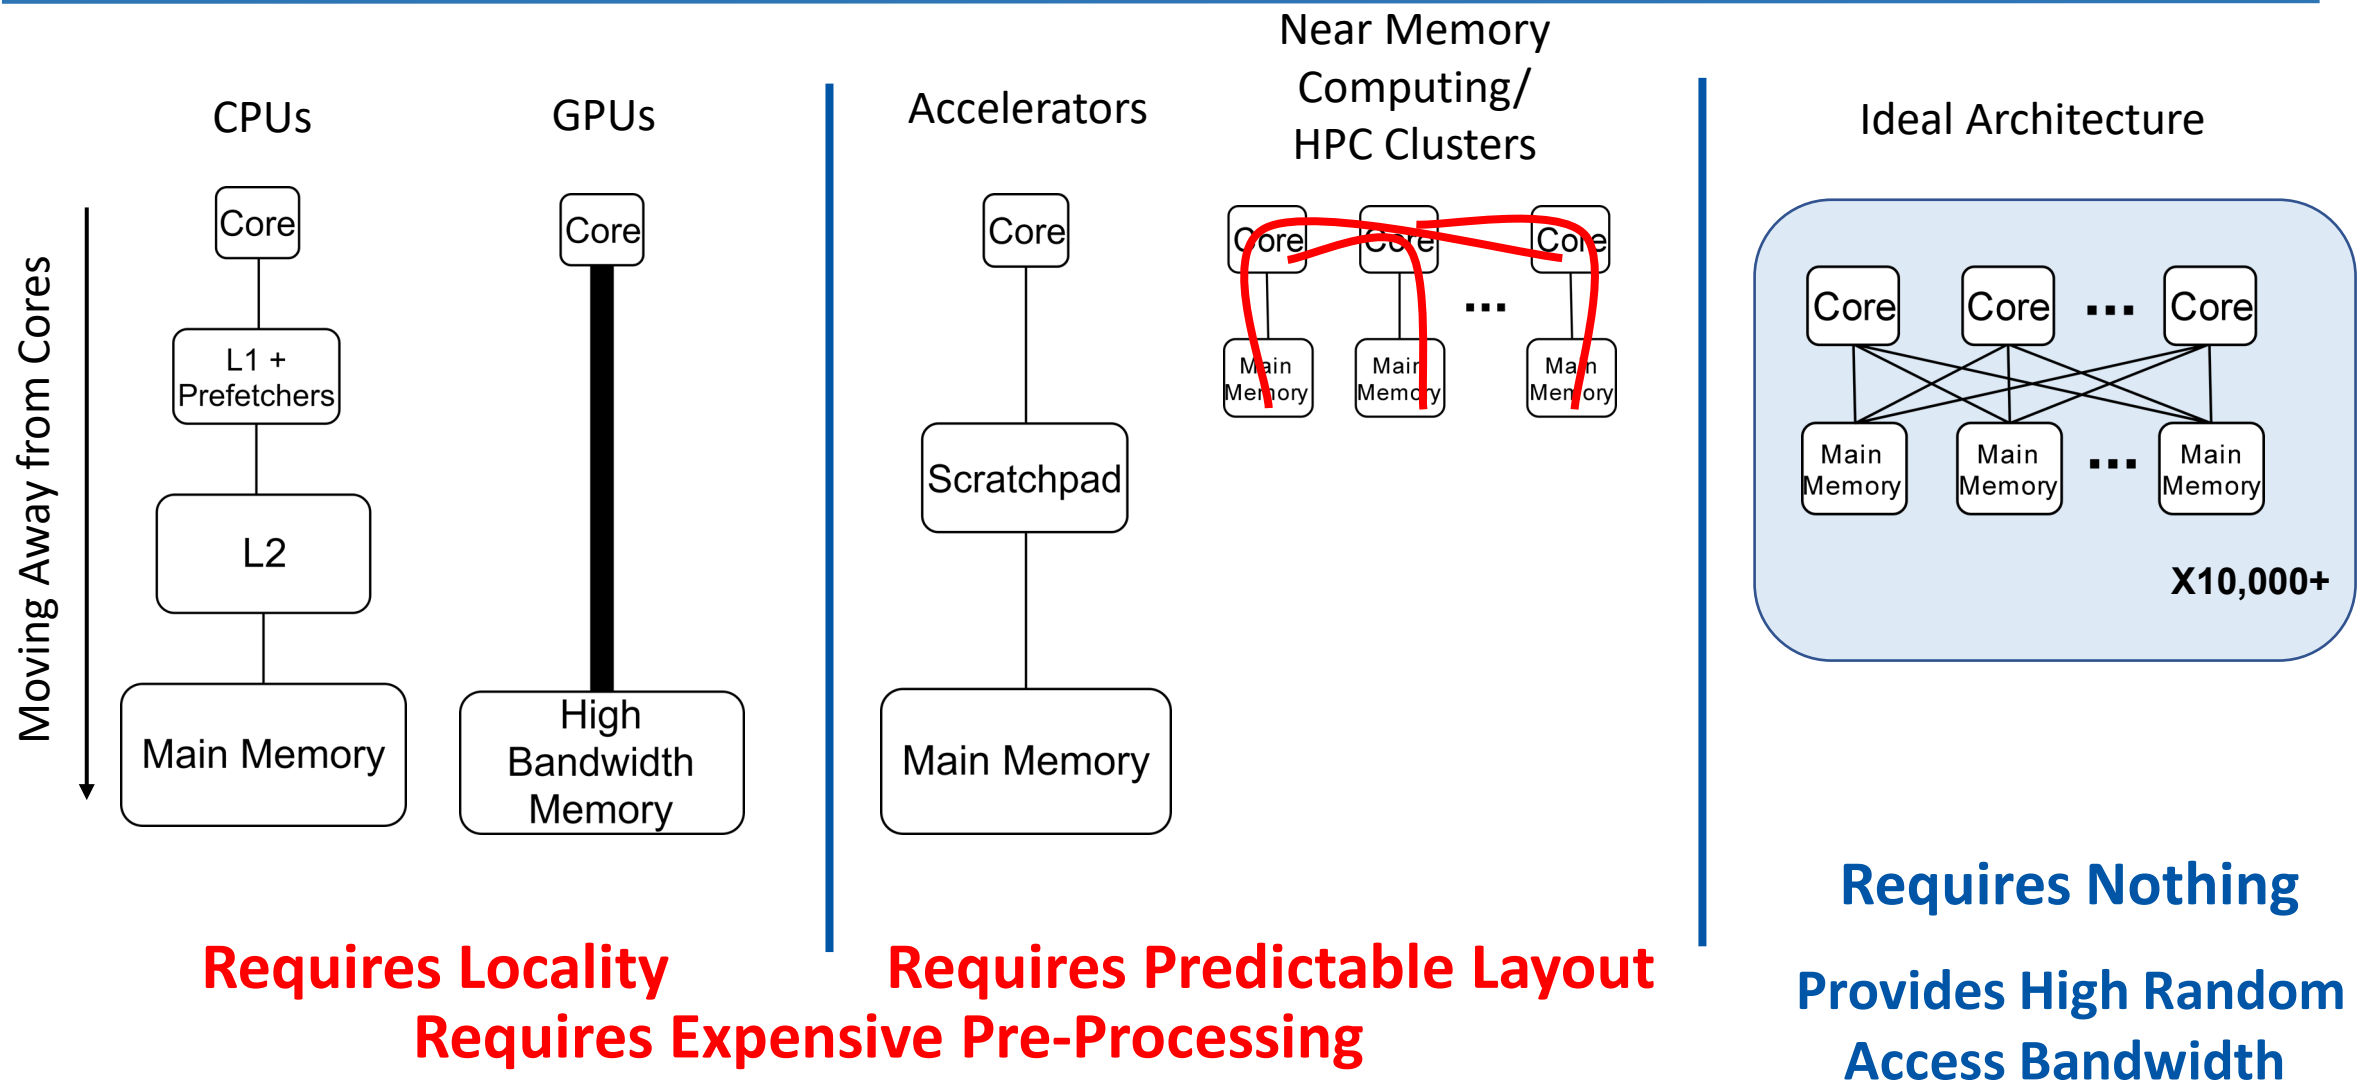 Near Memory
Computing/
HPC Clusters
CPUs
GPUs
Accelerators
Ideal Architecture
Moving Away from Cores
Core
L1 +
Prefetchers
L2
Main Memory
Core
High
Bandwidth
Memory
Core
Scratchpad
Main Memory
Core
Core
Core
...
Main
Memory
Main
Memory
Main
Memory
Core
Core
...
Core
Main
Memory
Main
Memory
...
Main
Memory
X10,000+
Requires Locality
Requires Predictable Layout
Requires Expensive Pre-Processing
Requires Nothing
Provides High Random
Access Bandwidth